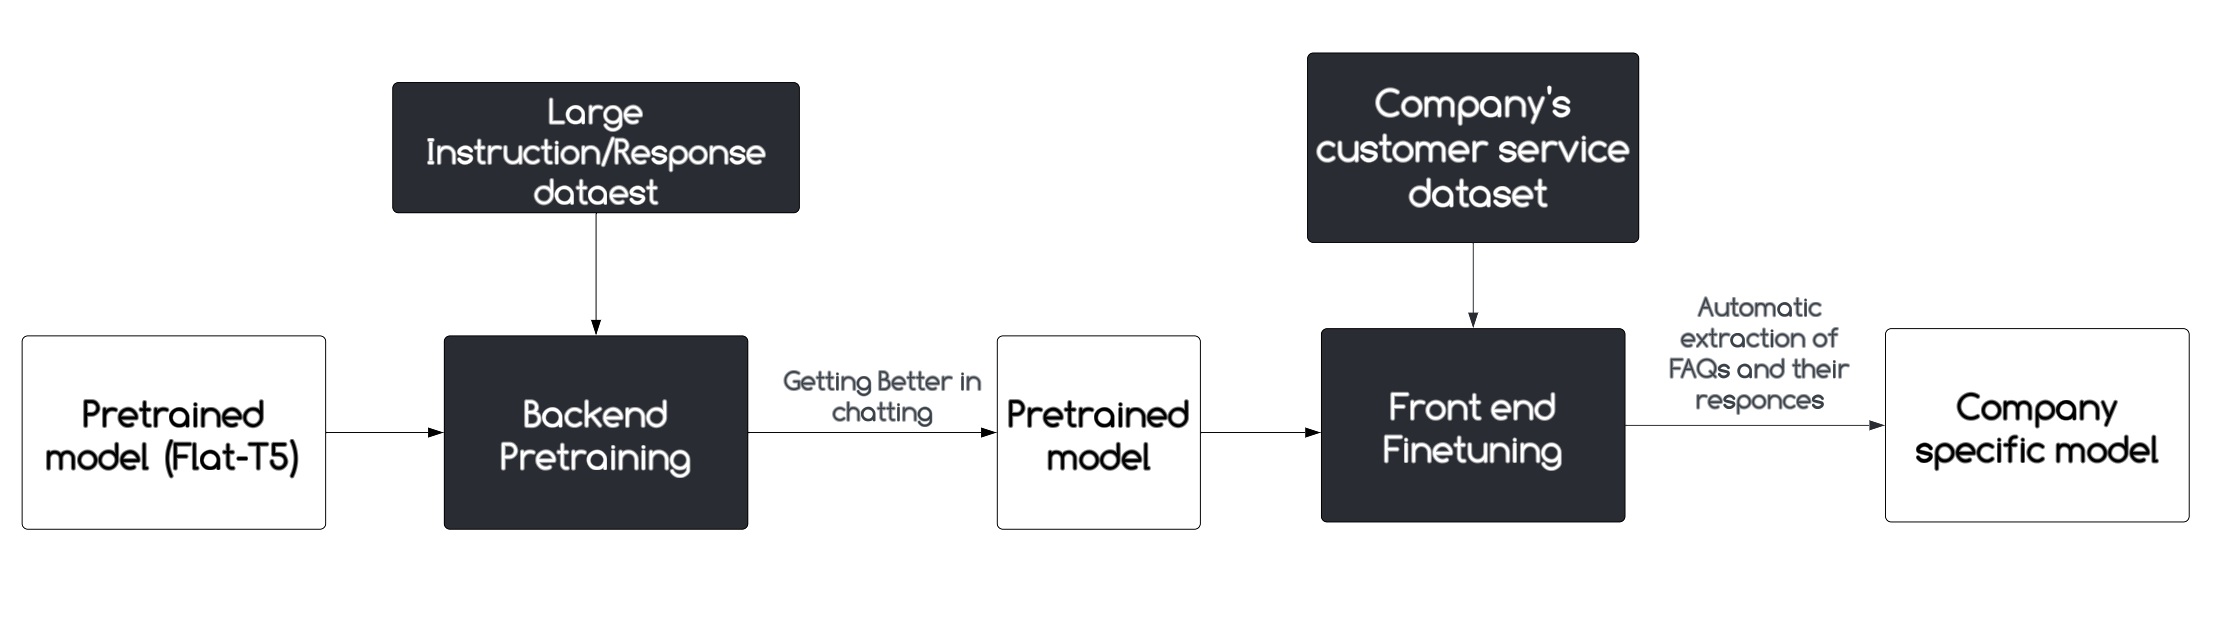 Large
Instruction/Response
dataest
Company's
customer service
dataset
Pretrained
model (Flat-T5)
Backend
Pretraining
Getting Better in
chatting
Pretrained
model
Front end
Finetuning
Automatic
extraction of
FAQs and their
responces
Company
specific model